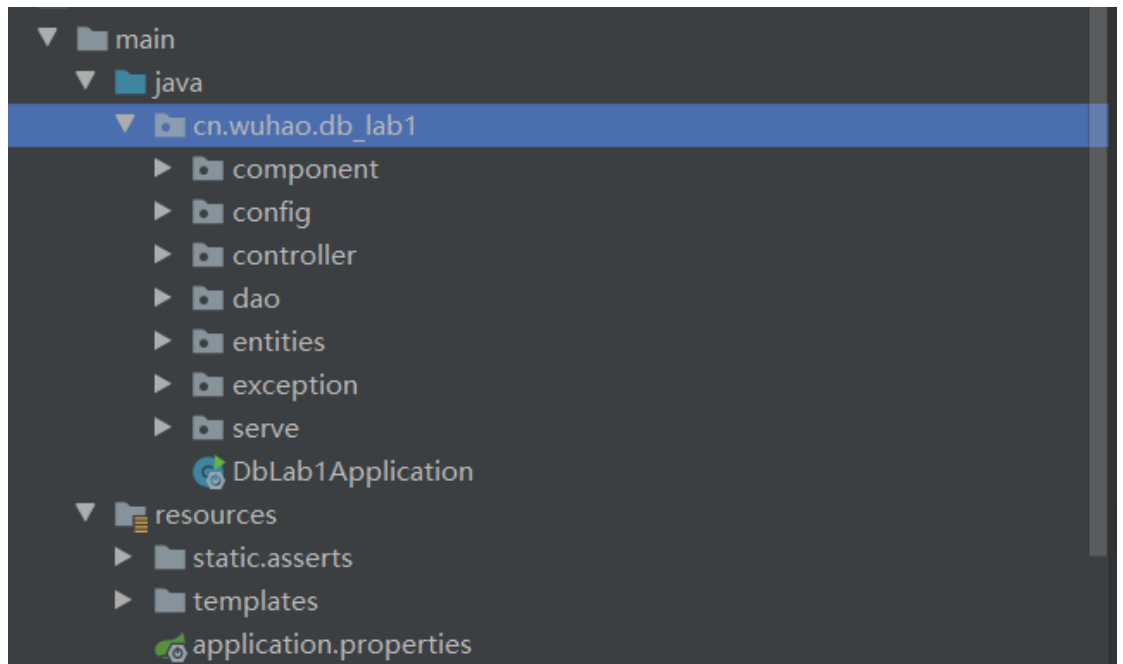 main
java
cn.wuhao.db_lab1
component
config
controller
dao
entities
exception
serve
DbLab1Application
resources
static.asserts
templates
application.properties